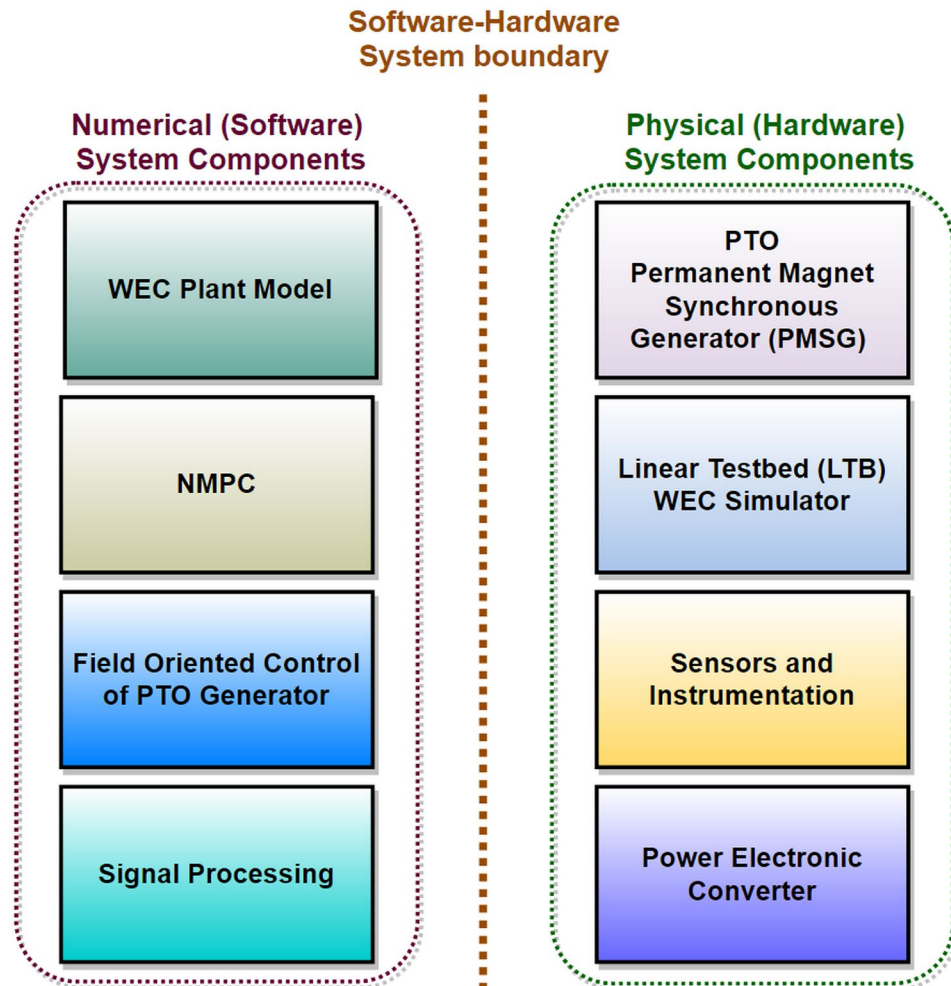 Software-Hardware
System boundary
Numerical (Software)
System Components
WEC Plant Model
NMPC
Field Oriented Control
of PTO Generator
Signal Processing
Physical (Hardware)
System Components
PTO
Permanent Magnet
Synchronous
Generator (PMSG)
Linear Testbed (LTB)
WEC Simulator
Sensors and
Instrumentation
Power Electronic
Converter